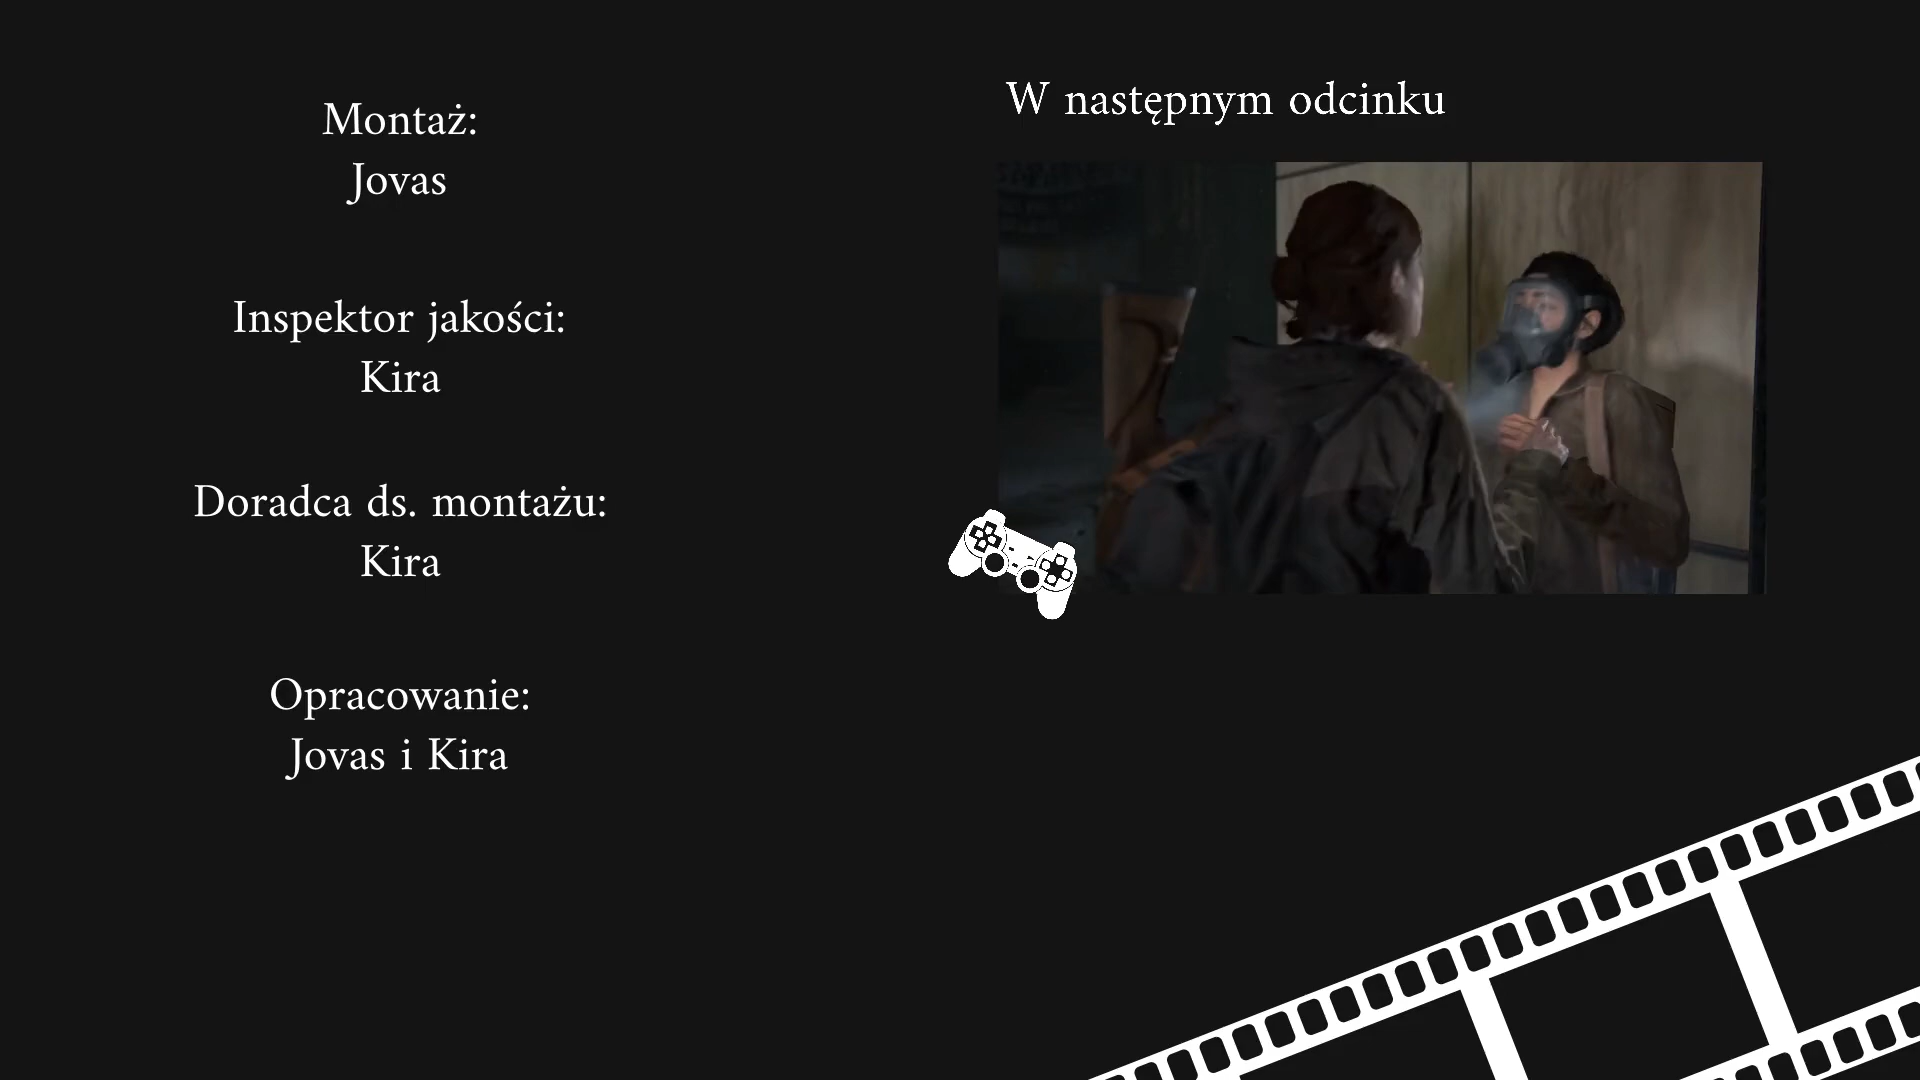 Montaż:
Jovas
Inspektor jakości:
Kira
Doradca ds. montażu:
Kira
Opracowanie:
Jovas i Kira
W następnym odcinku